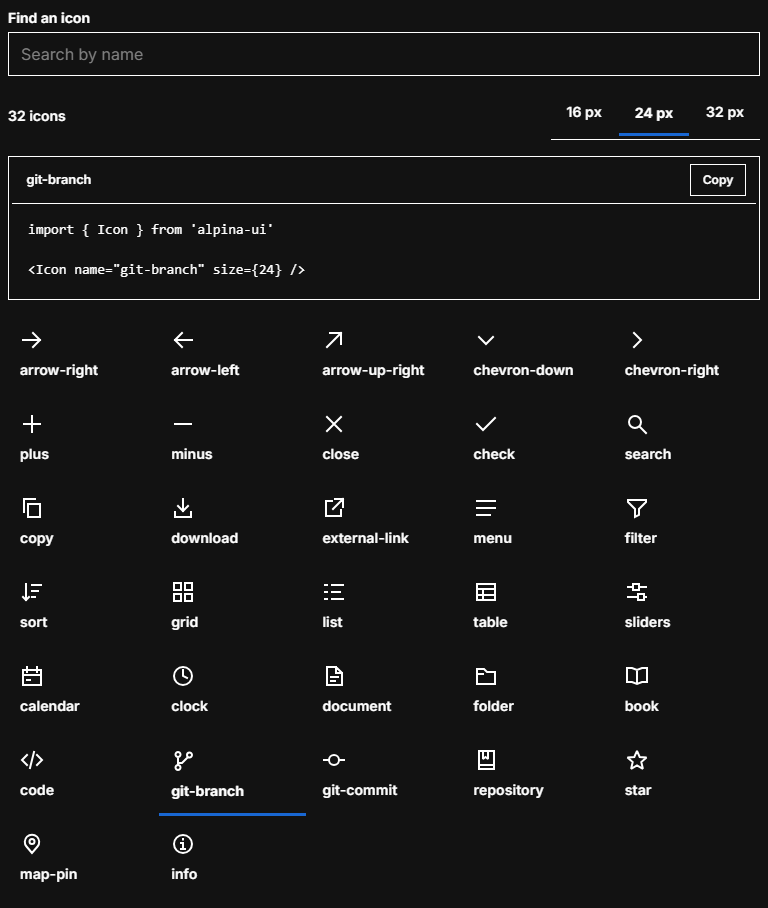 Find an icon
Search by name
32 icons
16 px
24 px
32 px
git-branch
Copy
import { Icon } from 'alpina-ui'
<Icon name="git-branch" size={24} />
arrow-right
arrow-left
arrow-up-right
chevron-down
chevron-right
plus
minus
close
check
search
copy
download
external-link
menu
filter
sort
grid
list
table
sliders
calendar
clock
document
folder
book
code
git-branch
git-commit
repository
star
map-pin
info